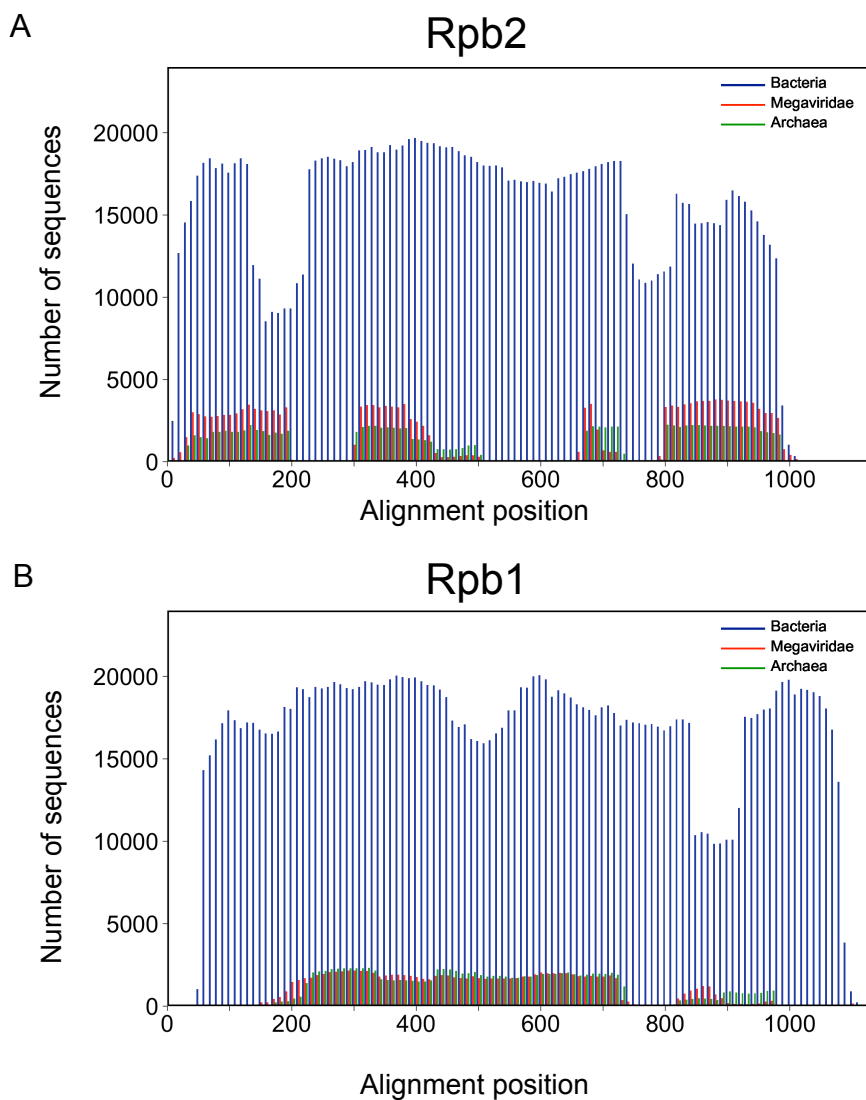 A
Rpb2
Bacteria
Megaviridae
Archaea
Number of sequences
20000
15000
10000
5000
0
0 200 400 600 800 1000
Alignment position
B
Rpb1
Bacteria
Megaviridae
Archaea
Number of sequences
20000
15000
10000
5000
0
0 200 400 600 800 1000
Alignment position